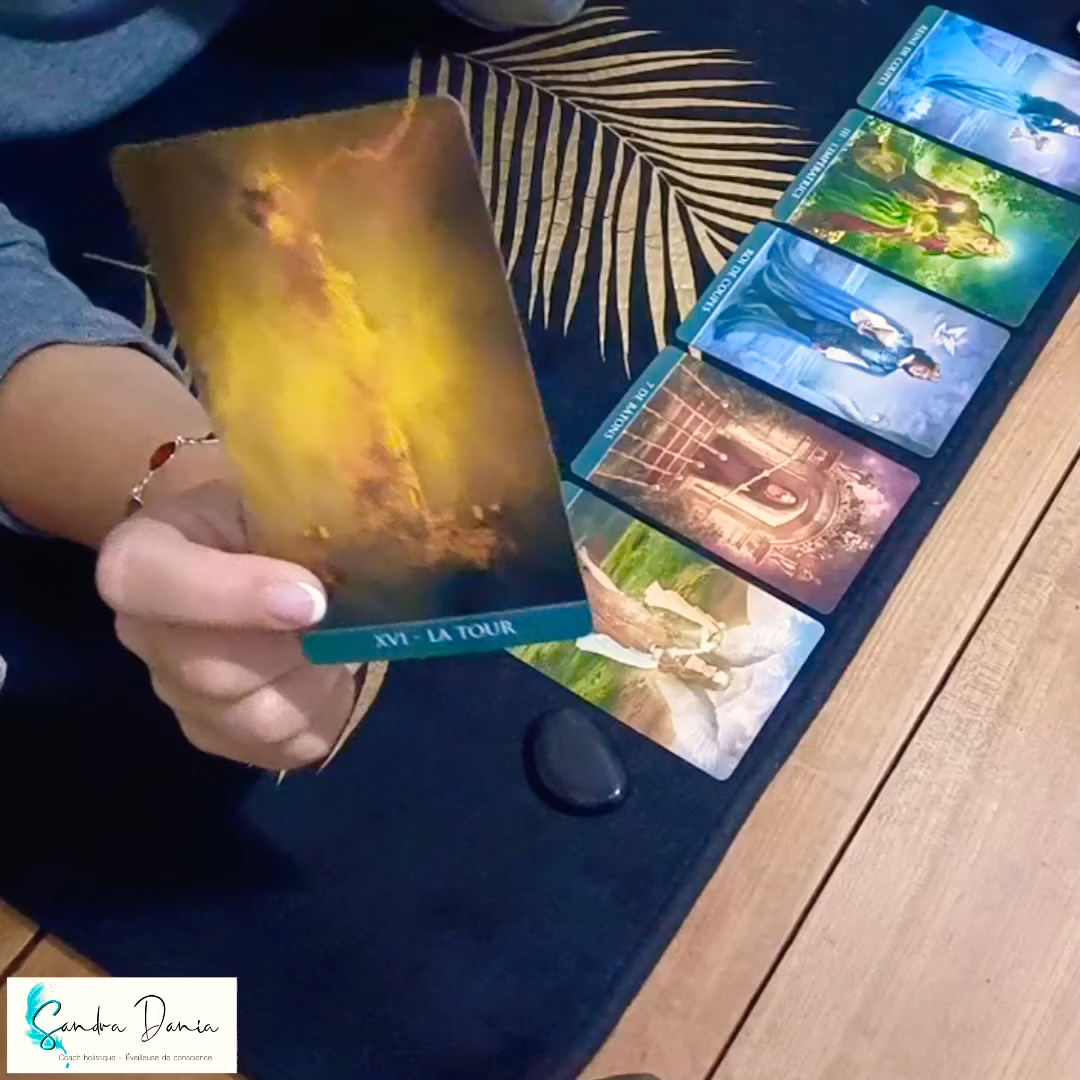 REINE DE COUPES
III - L'IMPÉRATRICE
ROI DE COUPES
7 DE BÂTONS
XVI - LA TOUR
Sandra Dania
Coach holistique - Éveilleuse de conscience